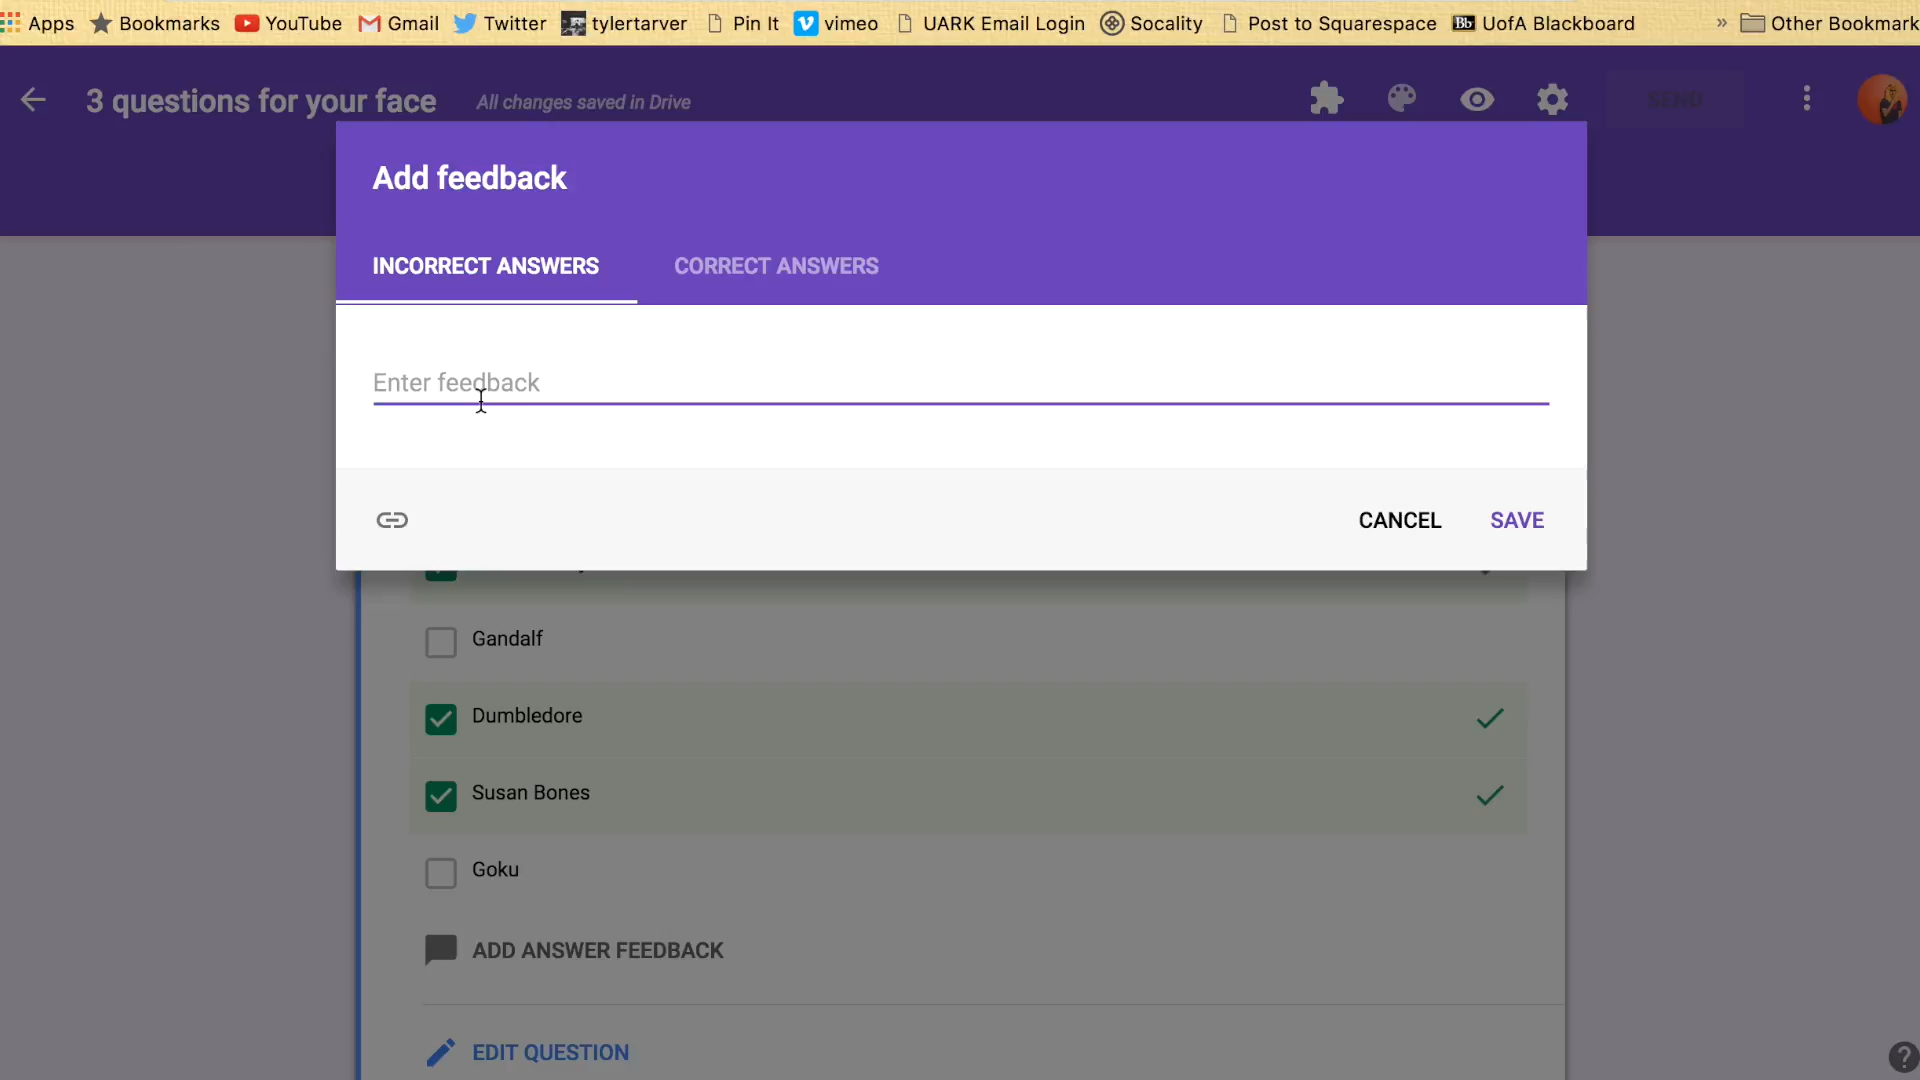 Apps Bookmarks YouTube Gmail Twitter tylertarver Pin It vimeo UARK Email Login Socality Post to Squarespace Bb UofA Blackboard » Other Bookmark
3 questions for your face All changes saved in Drive SEND
Add feedback
INCORRECT ANSWERS CORRECT ANSWERS
Enter feedback
CANCEL SAVE
Gandalf
Dumbledore
Susan Bones
Goku
ADD ANSWER FEEDBACK
EDIT QUESTION
?